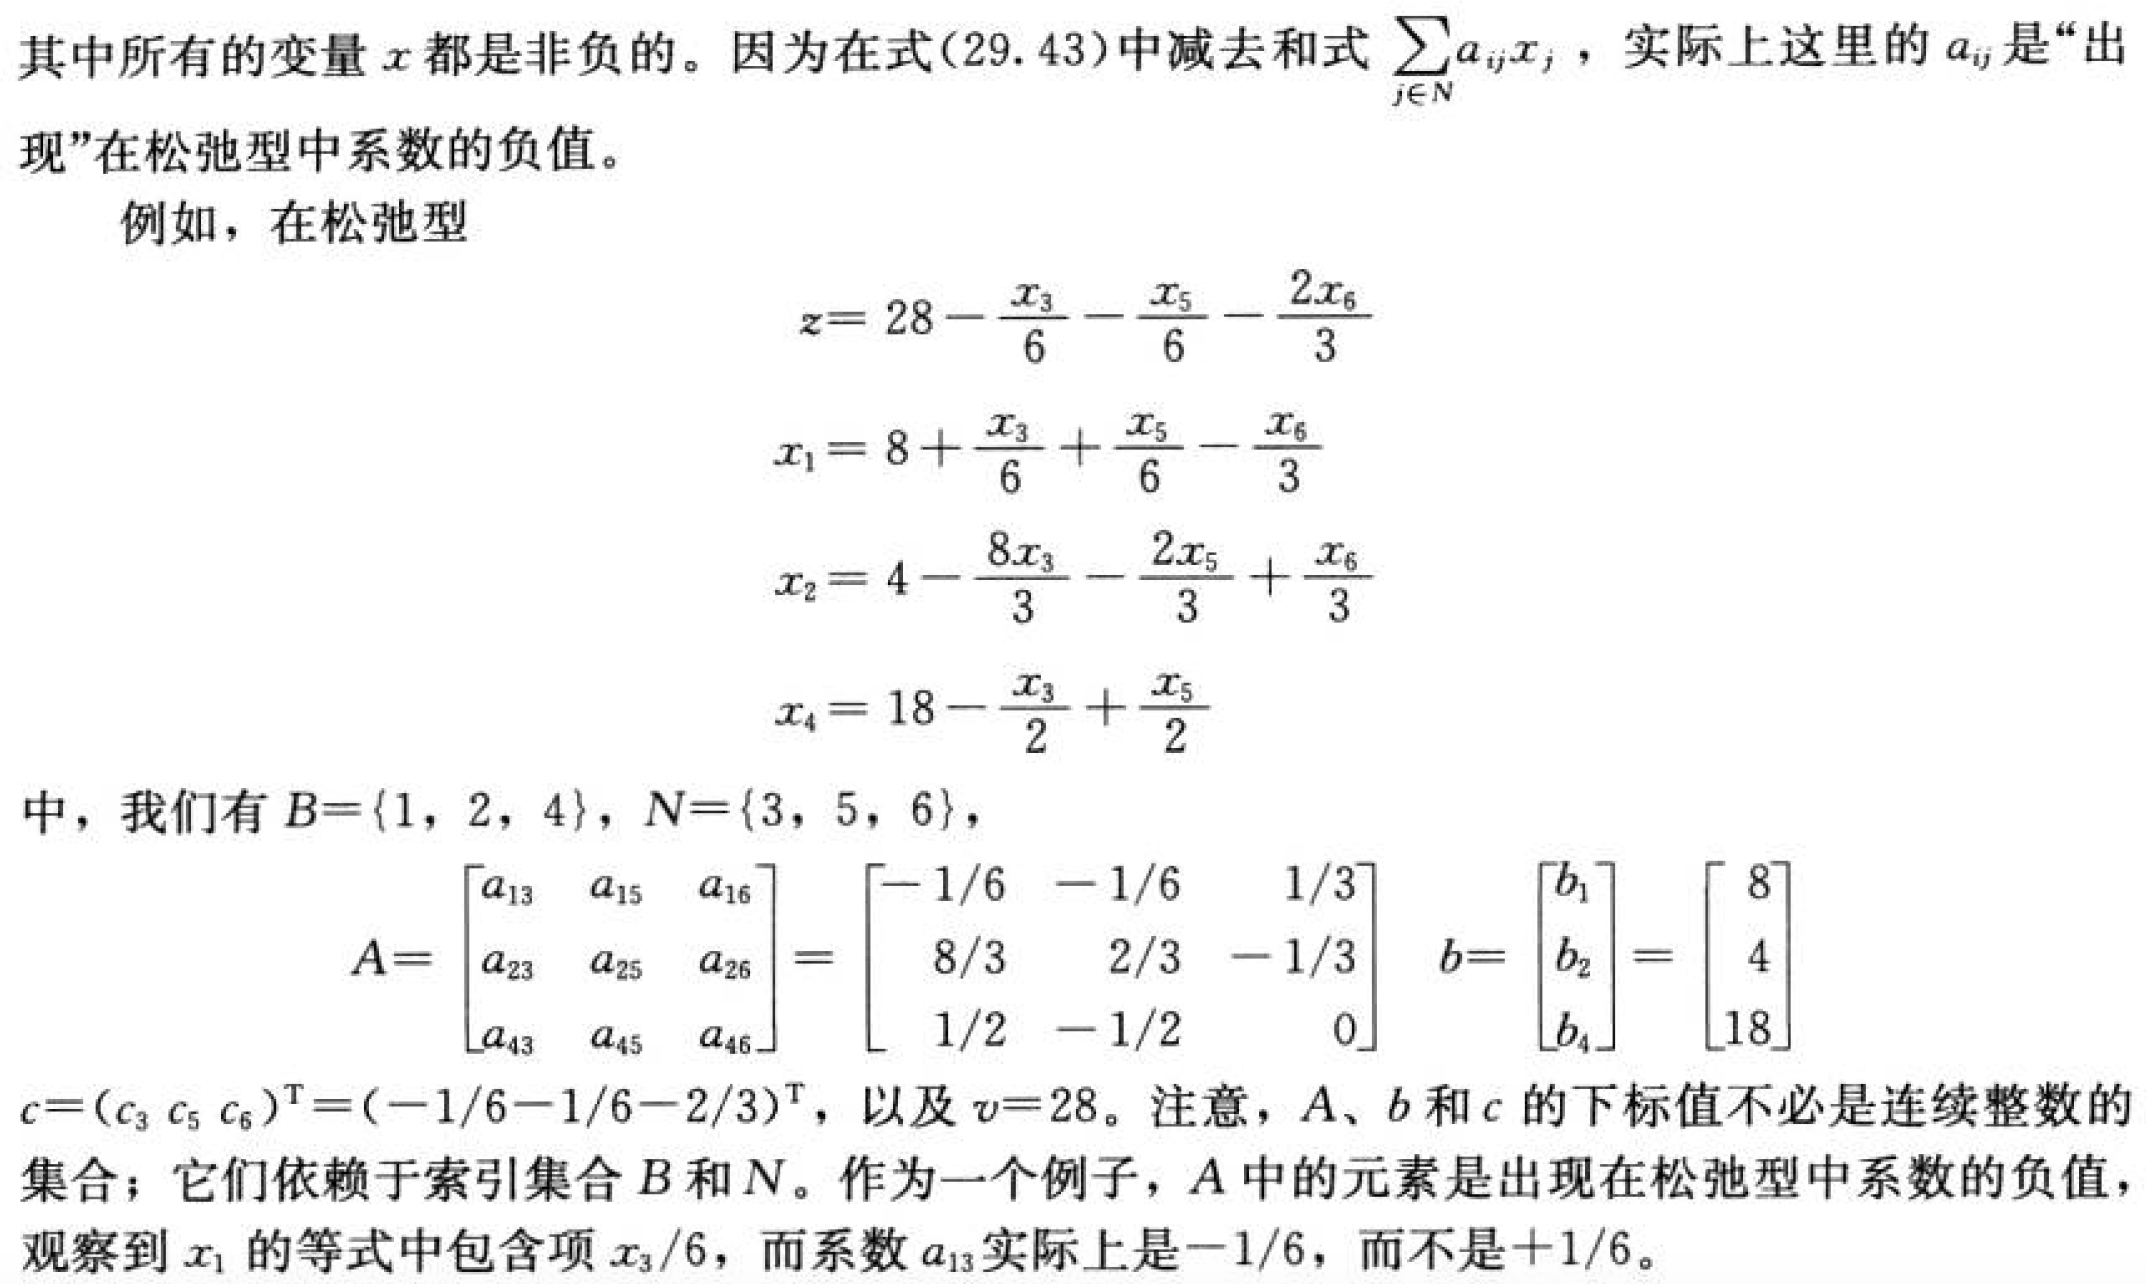 其中所有的变量 x 都是非负的。因为在式(29.43)中减去和式 $\sum_{j \in N} a_{ij}x_j$ ，实际上这里的 $a_{ij}$ 是“出
现”在松弛型中系数的负值。
例如，在松弛型
$z = 28 - \frac{x_3}{6} - \frac{x_5}{6} - \frac{2x_6}{3}$
$x_1 = 8 + \frac{x_3}{6} + \frac{x_5}{6} - \frac{x_6}{3}$
$x_2 = 4 - \frac{8x_3}{3} - \frac{2x_5}{3} + \frac{x_6}{3}$
$x_4 = 18 - \frac{x_3}{2} + \frac{x_5}{2}$
中，我们有 B={1，2，4}，N={3，5，6}，
$A = \begin{bmatrix} a_{13} & a_{15} & a_{16} \\ a_{23} & a_{25} & a_{26} \\ a_{43} & a_{45} & a_{46} \end{bmatrix} = \begin{bmatrix} -1/6 & -1/6 & 1/3 \\ 8/3 & 2/3 & -1/3 \\ 1/2 & -1/2 & 0 \end{bmatrix} \quad b = \begin{bmatrix} b_1 \\ b_2 \\ b_4 \end{bmatrix} = \begin{bmatrix} 8 \\ 4 \\ 18 \end{bmatrix}$
$c=(c_3\ c_5\ c_6)^{\mathrm{T}}=(-1/6-1/6-2/3)^{\mathrm{T}}$，以及 v=28。注意，A、b 和 c 的下标值不必是连续整数的
集合；它们依赖于索引集合 B 和 N。作为一个例子，A 中的元素是出现在松弛型中系数的负值，
观察到 $x_1$ 的等式中包含项 $x_3/6$，而系数 $a_{13}$ 实际上是－1/6，而不是＋1/6。